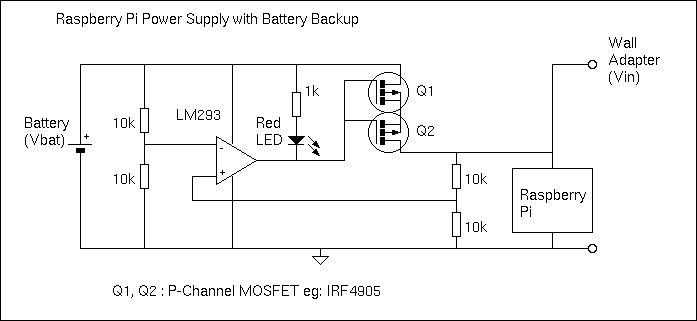 Raspberry Pi Power Supply with Battery Backup
Wall
Adapter
(Vin)
1k
Q1
Battery
(Vbat)
+
10k
LM293
Red
LED
Q2
-
+
10k
10k
Raspberry
Pi
10k
Q1, Q2 : P-Channel MOSFET eg: IRF4905